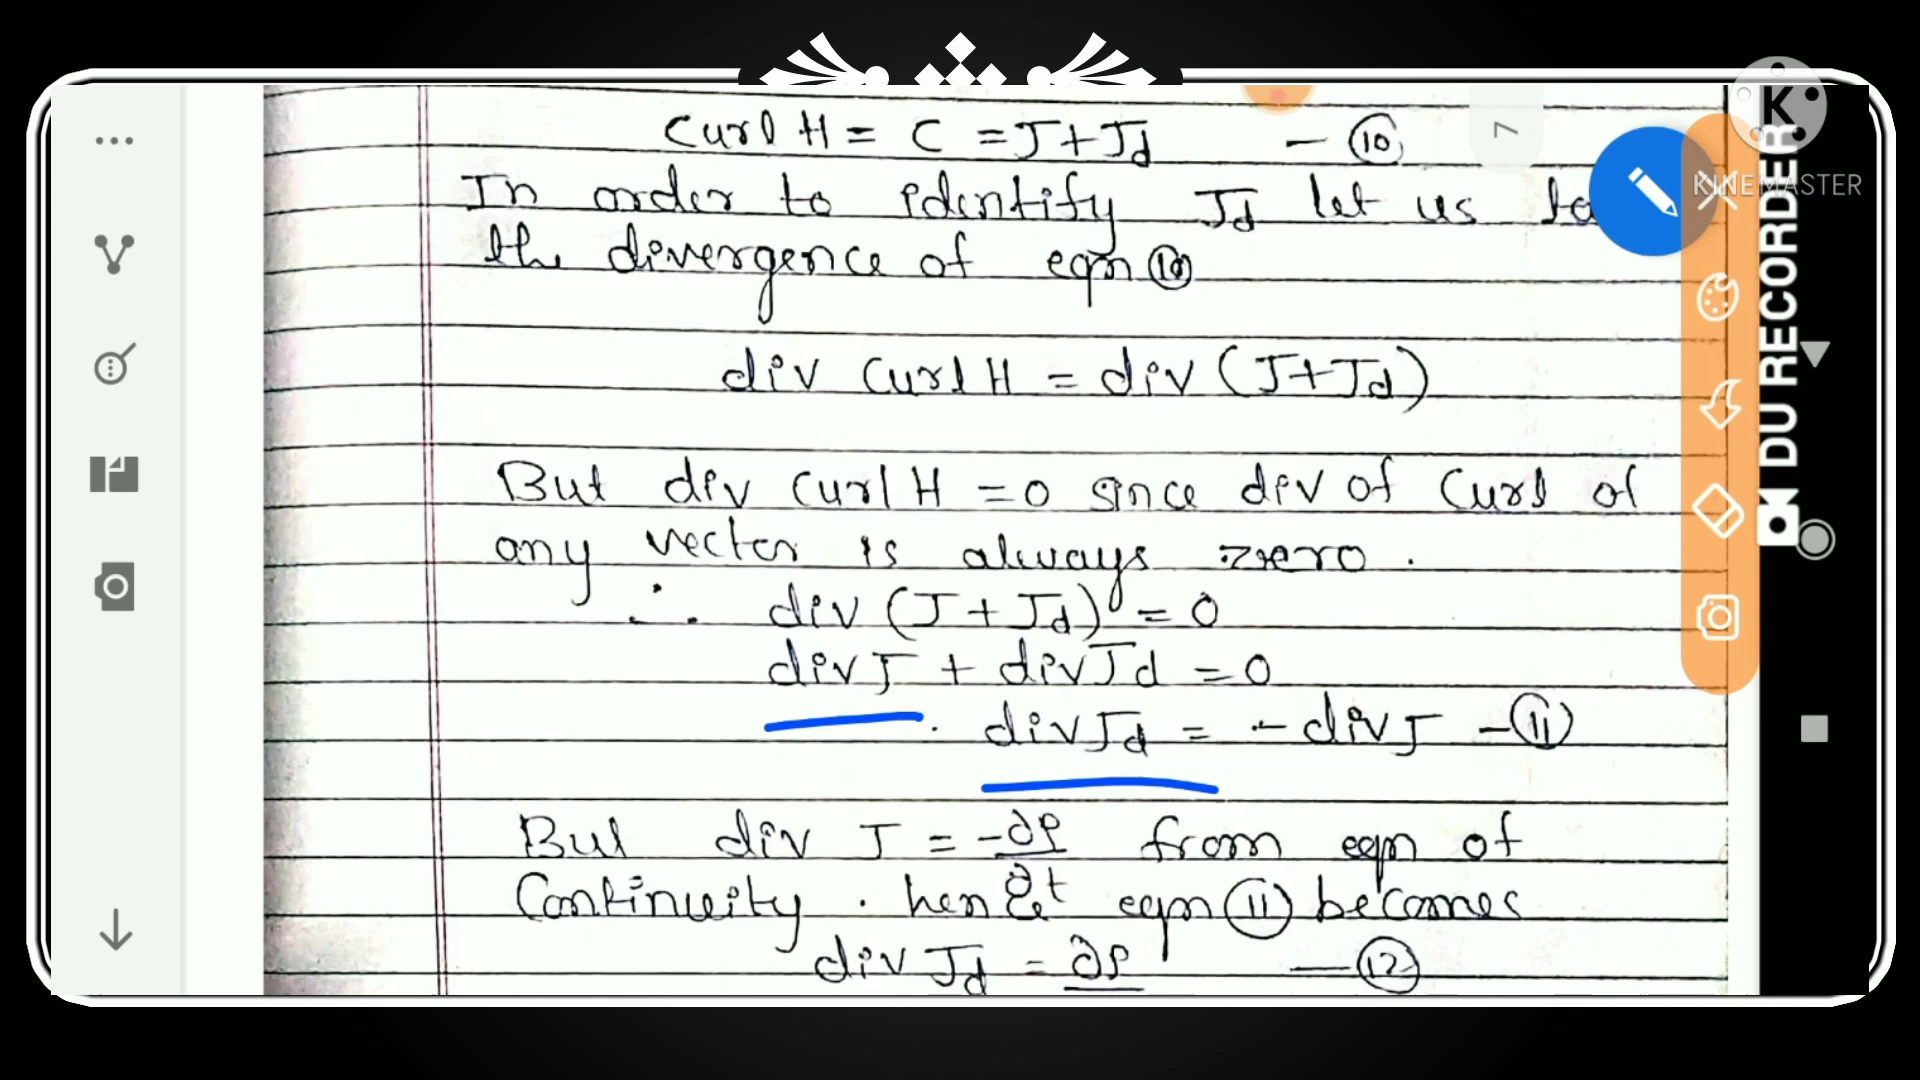 Curl H = C = J + Jd — ⑩
In order to identify Jd let us ta
the divergence of eqn ⑩
div Curl H = div (J + Jd)
But div Curl H = 0 since div of Curl of
any vector is always zero.
∴ div (J + Jd) = 0
div J + div Jd = 0
div Jd = - div J — ⑪
But div J = -∂ρ/∂t from eqn of
Continuity. hence eqn ⑪ becomes
div Jd = ∂ρ — ⑫
7
K
KINEMASTER
DU RECORDER